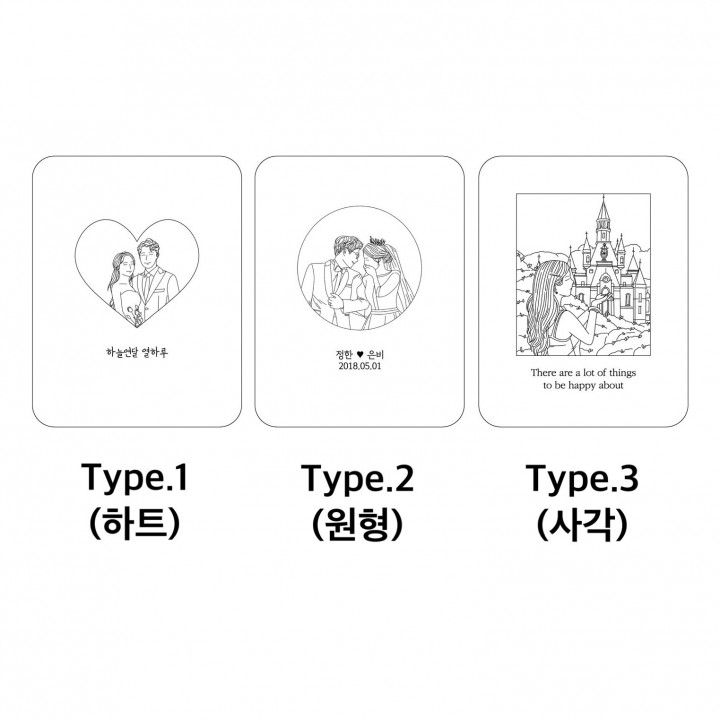 하늘연달 열하루
정한 ♥ 은비
2018.05.01
There are a lot of things
to be happy about
Type.1
(하트)
Type.2
(원형)
Type.3
(사각)